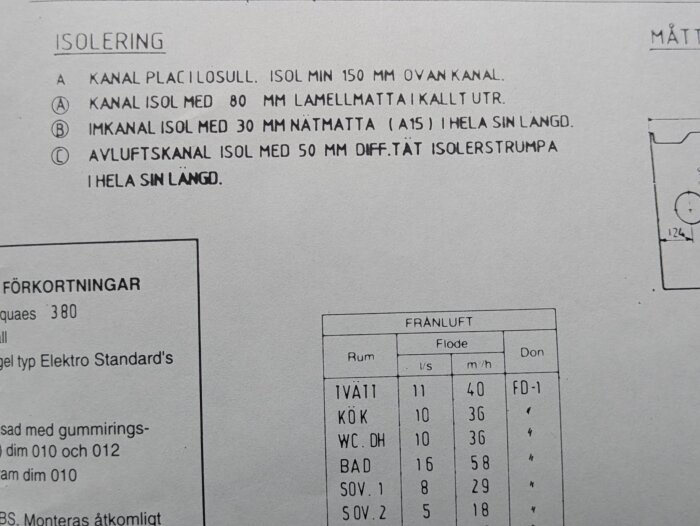 ISOLERING
A KANAL PLAC I LÖSULL. ISOL MIN 150 MM OVAN KANAL.
Ⓐ KANAL ISOL MED 80 MM LAMELLMATTA I KALLT UTR.
Ⓑ IMKANAL ISOL MED 30 MM NÄTMATTA (A15) I HELA SIN LÄNGD.
Ⓒ AVLUFTSKANAL ISOL MED 50 MM DIFF.TÄT ISOLERSTRUMPA
I HELA SIN LÄNGD.
MÅTT
124
FÖRKORTNINGAR
quaes 380
ll
gel typ Elektro Standard's
sad med gummirings-
) dim 010 och 012
ram dim 010
BS. Monteras åtkomligt
FRÅNLUFT
Rum Flöde Don
l/s m³/h
TVÄTT 11 40 FD-1
KÖK 10 36 "
WC. DH 10 36 "
BAD 16 58 "
SOV. 1 8 29 "
SOV. 2 5 18 "